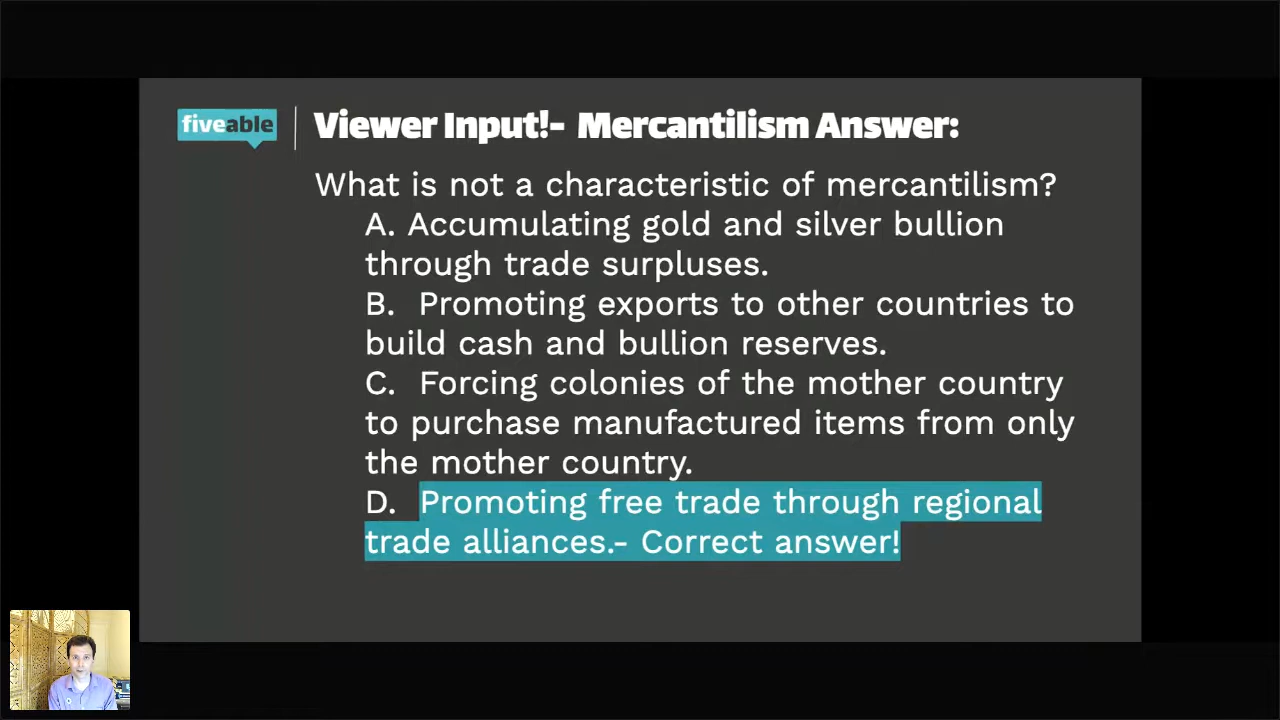 fiveable
Viewer Input!- Mercantilism Answer:
What is not a characteristic of mercantilism?
A. Accumulating gold and silver bullion
through trade surpluses.
B. Promoting exports to other countries to
build cash and bullion reserves.
C. Forcing colonies of the mother country
to purchase manufactured items from only
the mother country.
D. Promoting free trade through regional
trade alliances.- Correct answer!